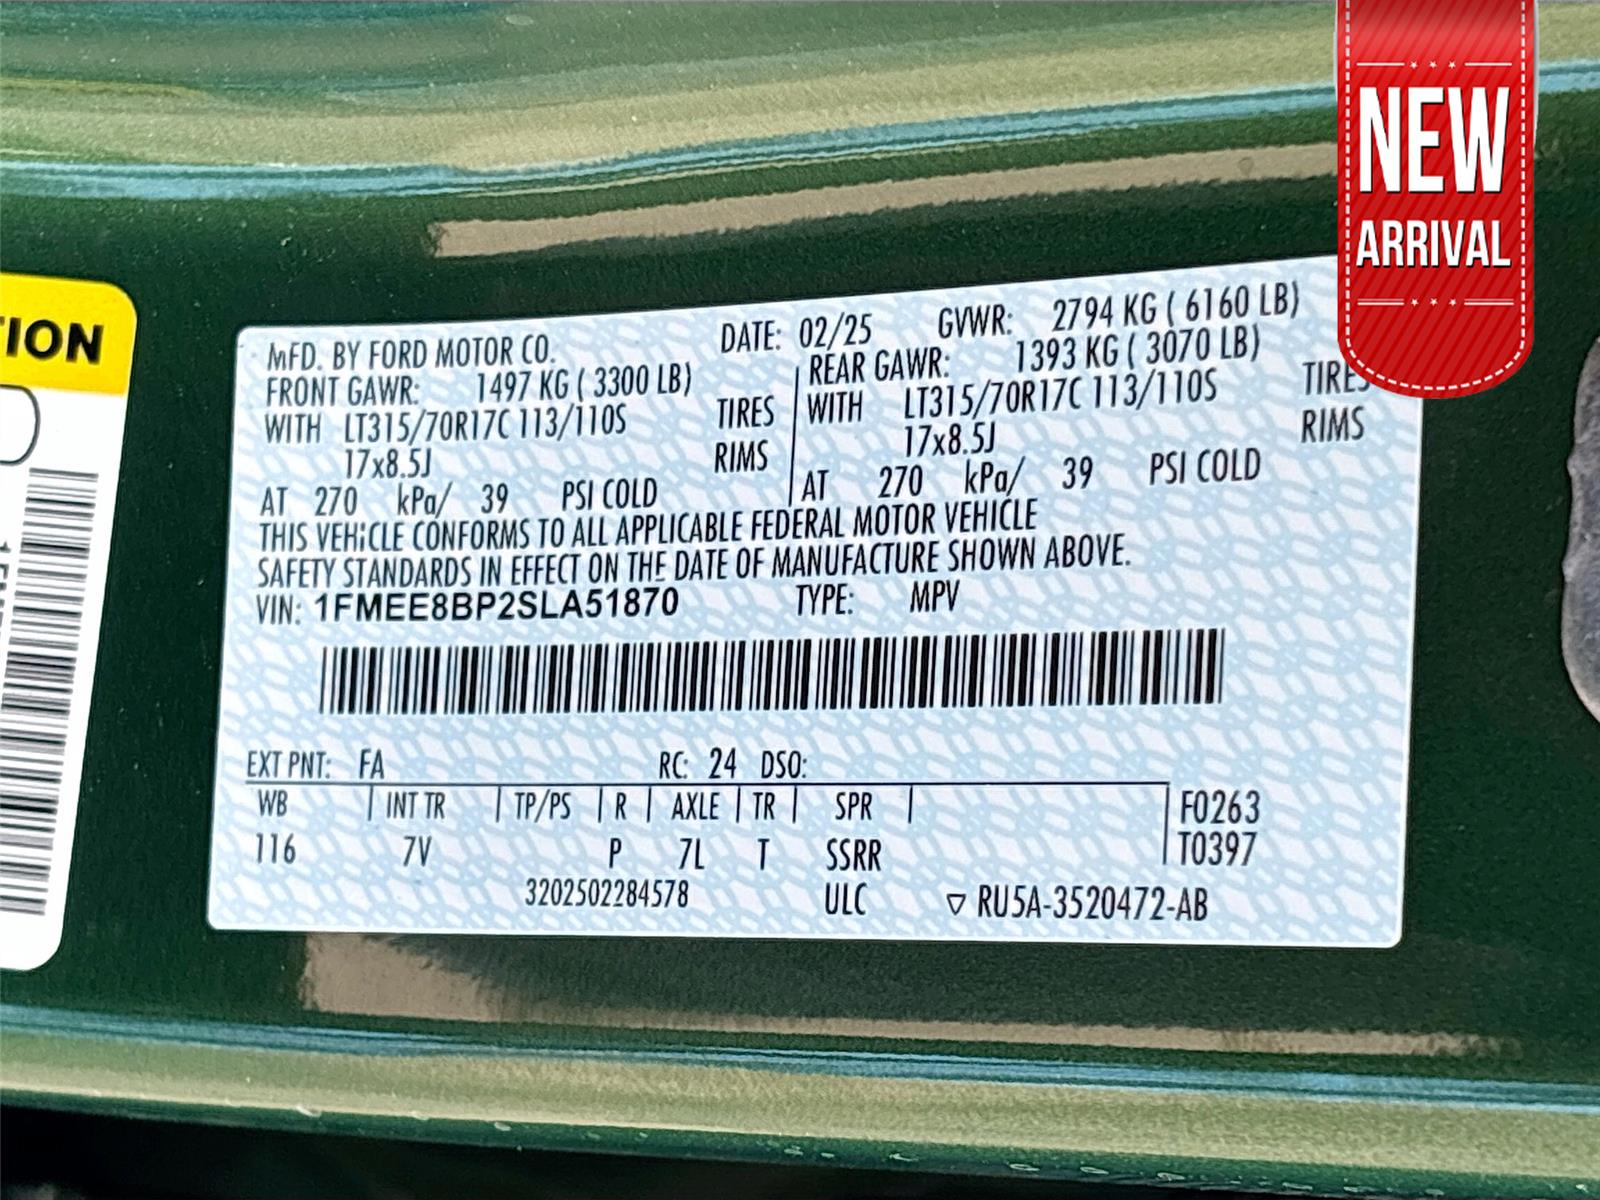 NEW
ARRIVAL
TION
MFD. BY FORD MOTOR CO. DATE: 02/25 GVWR: 2794 KG ( 6160 LB)
FRONT GAWR: 1497 KG ( 3300 LB) REAR GAWR: 1393 KG ( 3070 LB)
WITH LT315/70R17C 113/110S TIRES WITH LT315/70R17C 113/110S TIRES
17x8.5J RIMS 17x8.5J RIMS
AT 270 kPa/ 39 PSI COLD AT 270 kPa/ 39 PSI COLD
THIS VEHICLE CONFORMS TO ALL APPLICABLE FEDERAL MOTOR VEHICLE
SAFETY STANDARDS IN EFFECT ON THE DATE OF MANUFACTURE SHOWN ABOVE.
VIN: 1FMEE8BP2SLA51870 TYPE: MPV
EXT PNT: FA RC: 24 DSO:
WB INT TR TP/PS R AXLE TR SPR F0263
116 7V P 7L T SSRR T0397
3202502284578 ULC ▽ RU5A-3520472-AB